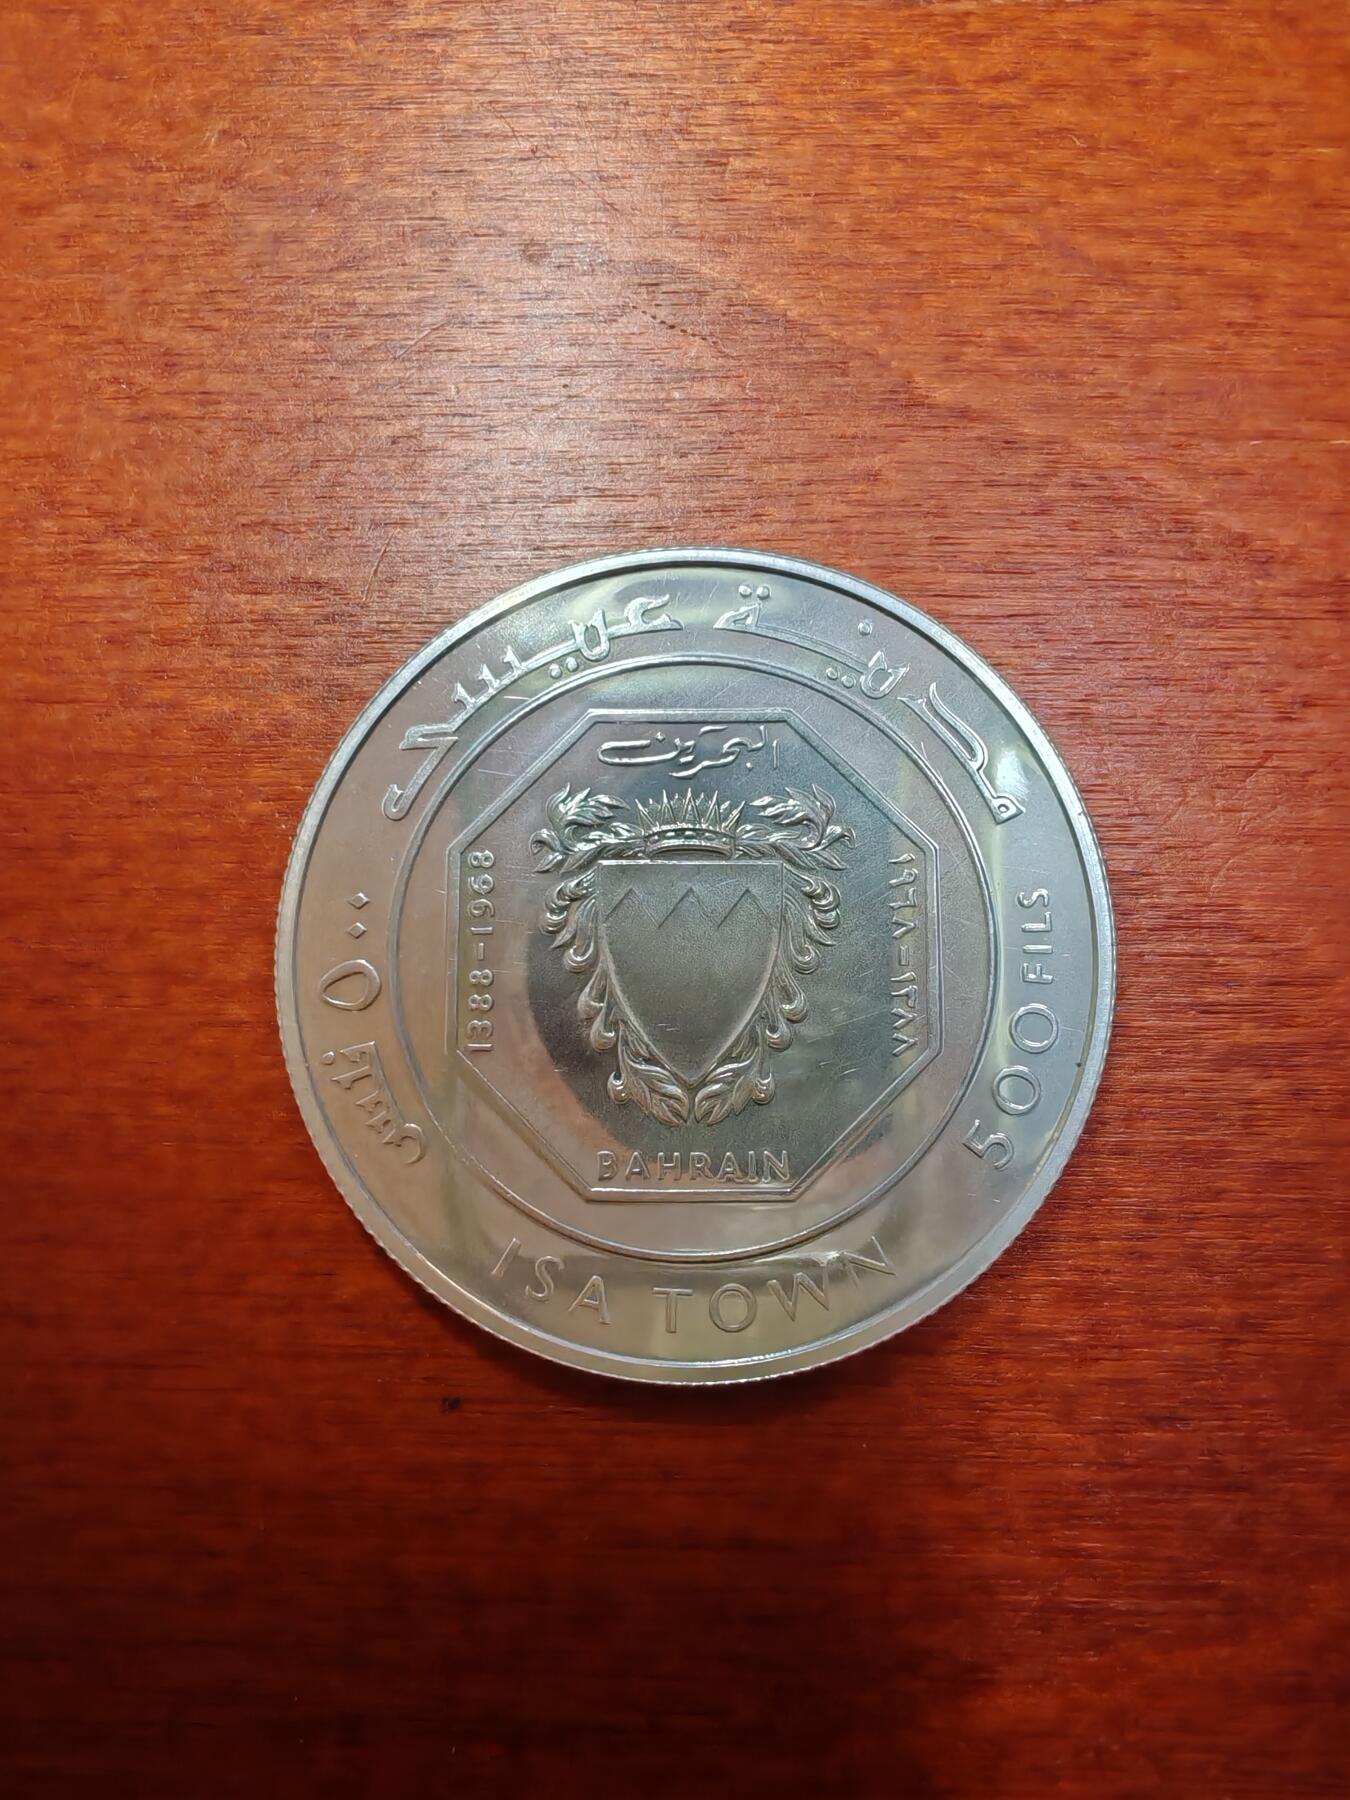 مدينة عيسى
البحرين
1388-1968
١٩٦٨ = ١٣٨٨
BAHRAIN
٥٠٠ فلس
500 FILS
ISA TOWN